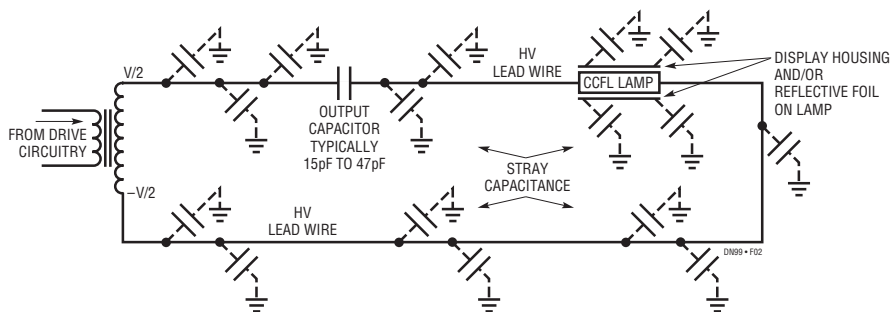 V/2
HV
LEAD WIRE
CCFL LAMP
DISPLAY HOUSING
AND/OR
REFLECTIVE FOIL
ON LAMP
FROM DRIVE
CIRCUITRY
OUTPUT
CAPACITOR
TYPICALLY
15pF TO 47pF
STRAY
CAPACITANCE
–V/2
HV
LEAD WIRE
DN99 • F02